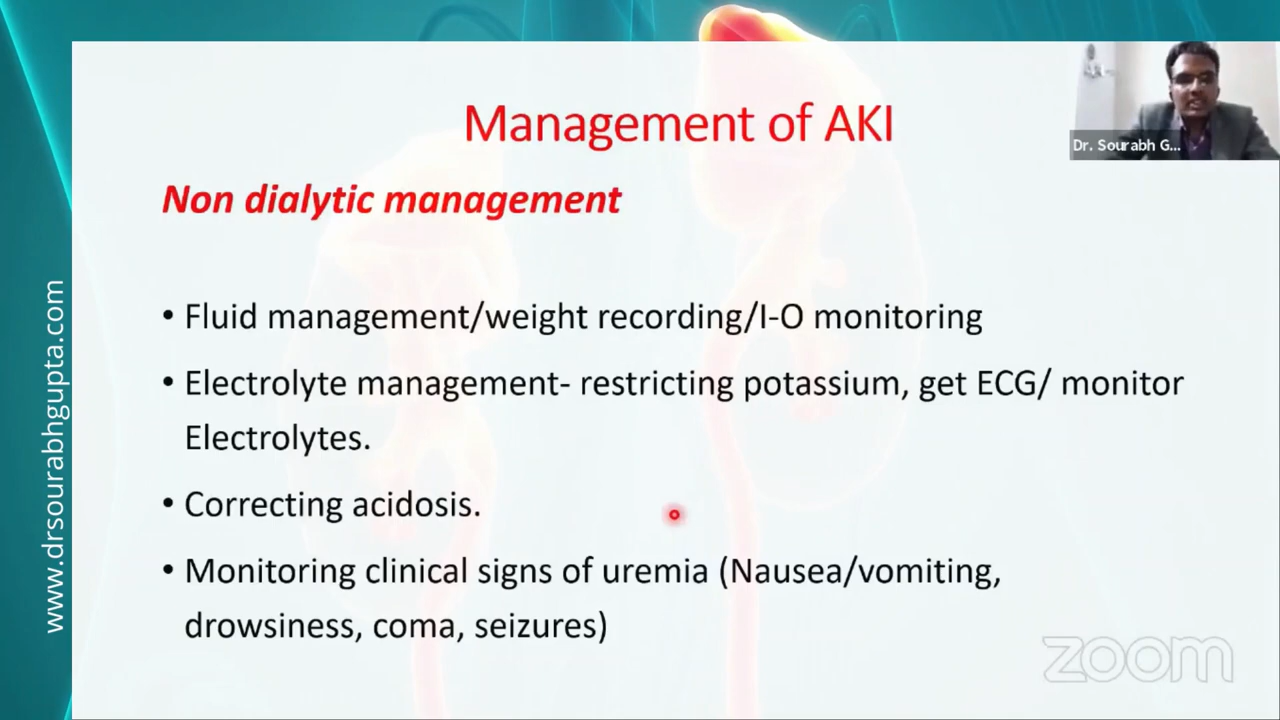 Management of AKI
Dr. Sourabh G...
Non dialytic management
• Fluid management/weight recording/I-O monitoring
• Electrolyte management- restricting potassium, get ECG/ monitor
Electrolytes.
• Correcting acidosis.
• Monitoring clinical signs of uremia (Nausea/vomiting,
drowsiness, coma, seizures)
www.drsourabhgupta.com
zoom